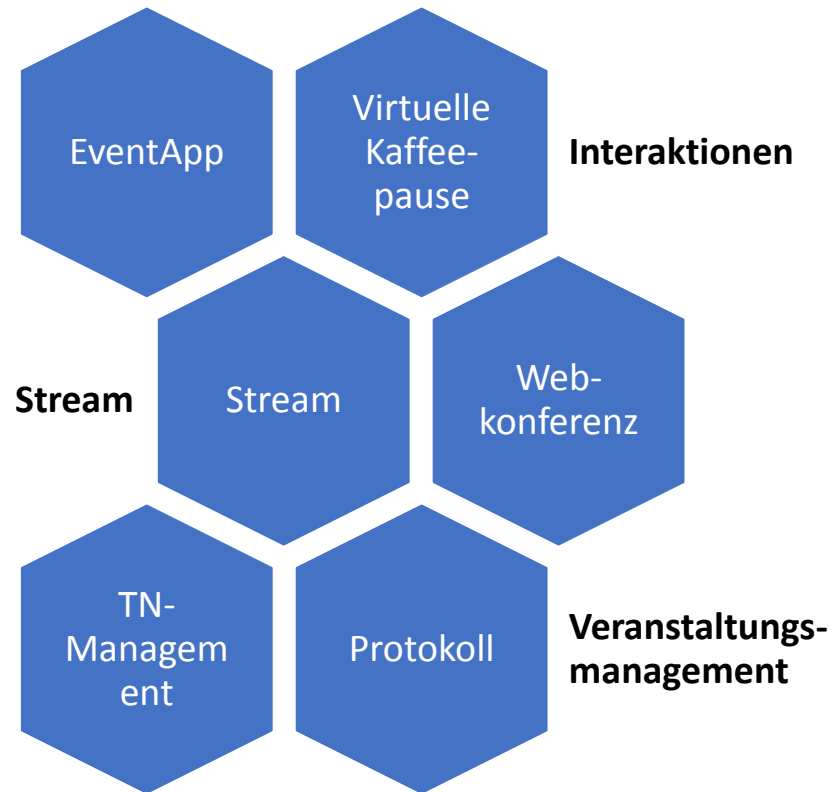 EventApp
Virtuelle
Kaffee-
pause
Interaktionen
Stream
Stream
Web-
konferenz
TN-
Managem
ent
Protokoll
Veranstaltungs-
management